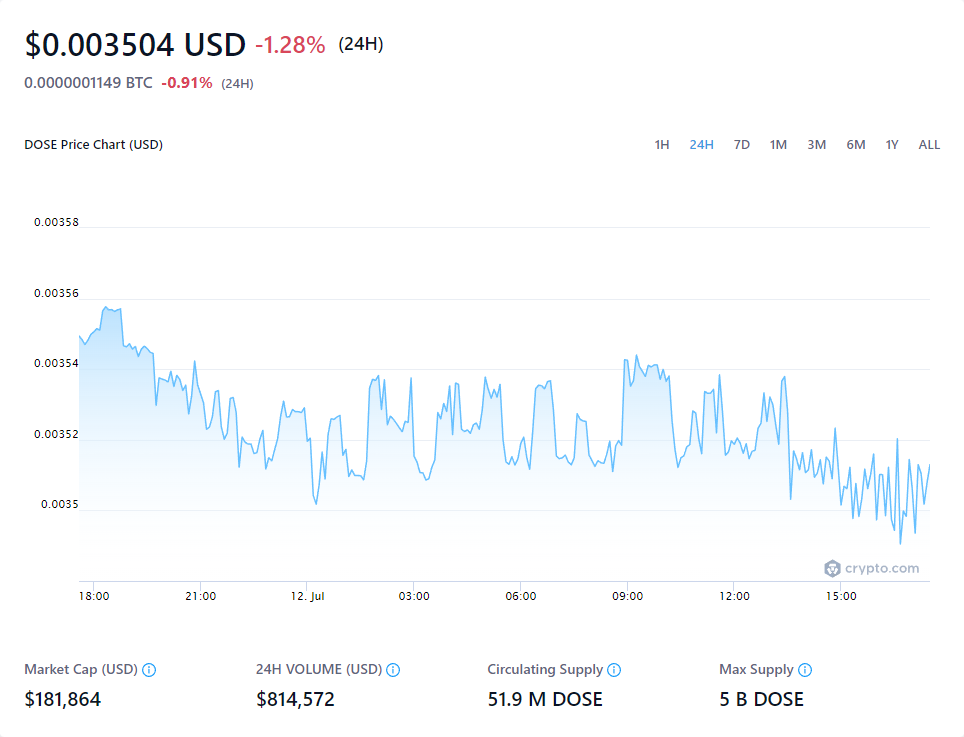 $0.003504 USD -1.28% (24H)
0.0000001149 BTC -0.91% (24H)
DOSE Price Chart (USD) 1H 24H 7D 1M 3M 6M 1Y ALL
0.00358
0.00356
0.00354
0.00352
0.0035
crypto.com
18:00 21:00 12. Jul 03:00 06:00 09:00 12:00 15:00
Market Cap (USD) 24H VOLUME (USD) Circulating Supply Max Supply
$181,864 $814,572 51.9 M DOSE 5 B DOSE